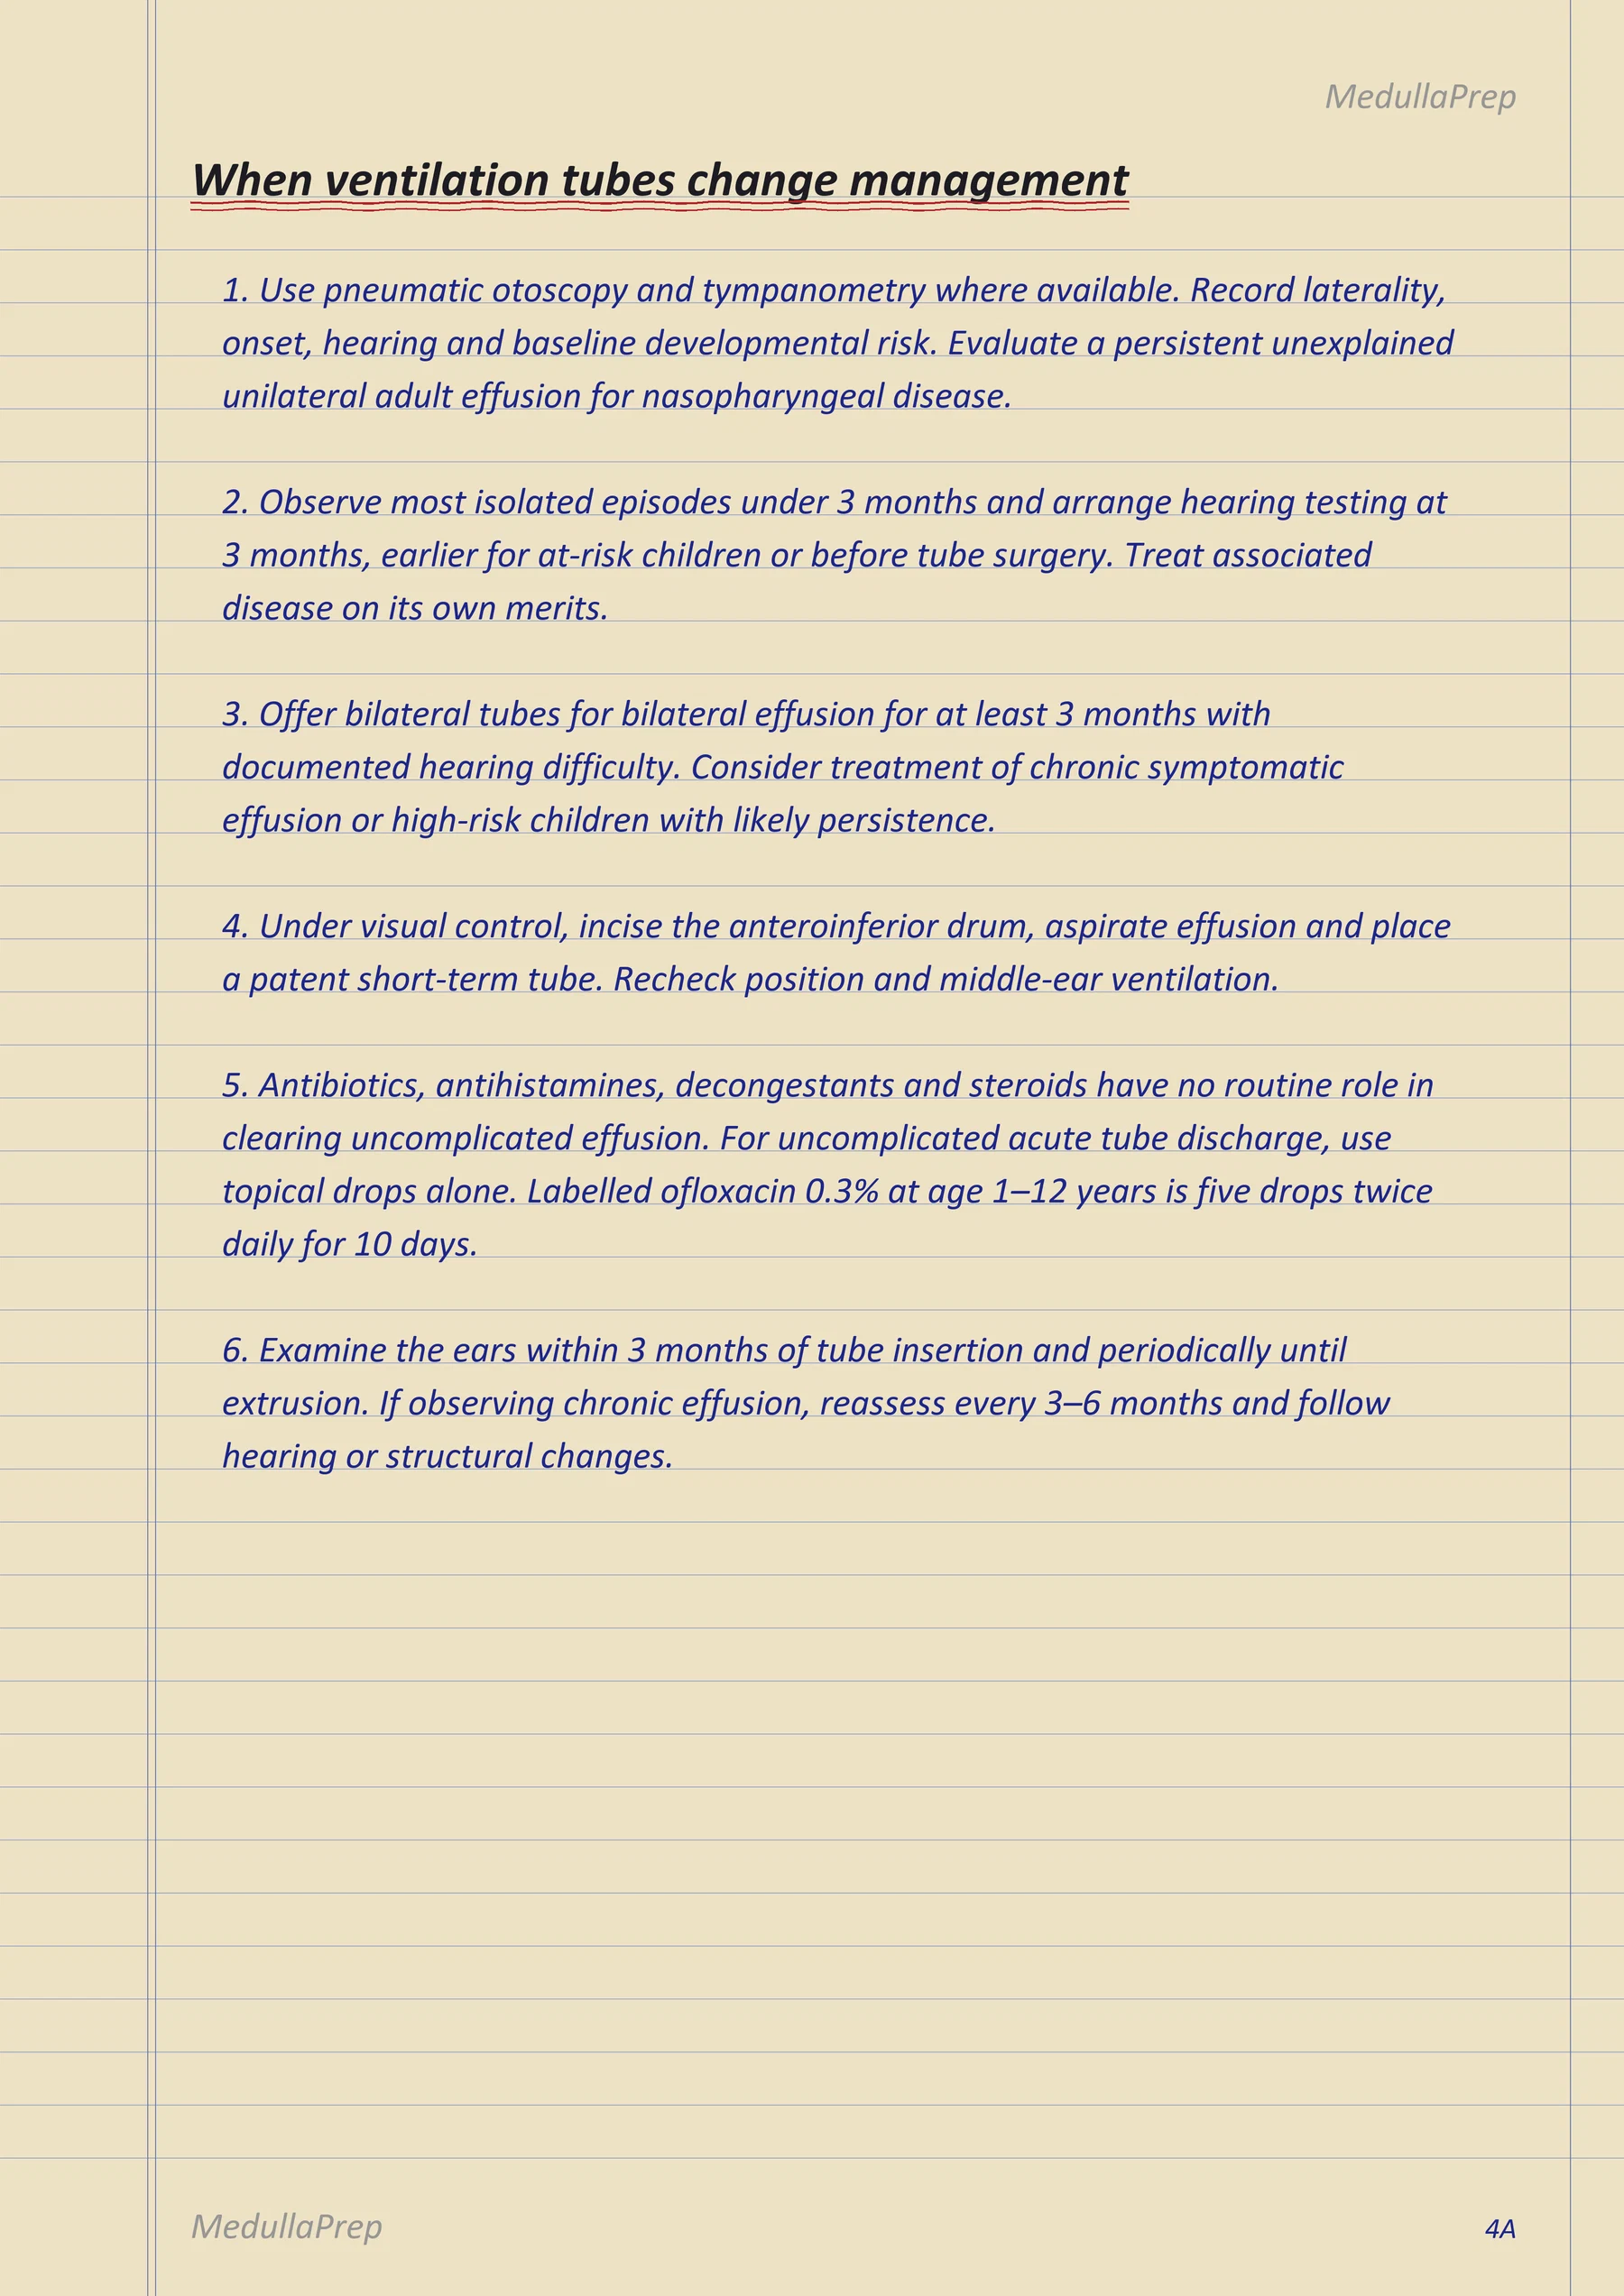 MedullaPrep
When ventilation tubes change management
1. Use pneumatic otoscopy and tympanometry where available. Record laterality,
onset, hearing and baseline developmental risk. Evaluate a persistent unexplained
unilateral adult effusion for nasopharyngeal disease.
2. Observe most isolated episodes under 3 months and arrange hearing testing at
3 months, earlier for at-risk children or before tube surgery. Treat associated
disease on its own merits.
3. Offer bilateral tubes for bilateral effusion for at least 3 months with
documented hearing difficulty. Consider treatment of chronic symptomatic
effusion or high-risk children with likely persistence.
4. Under visual control, incise the anteroinferior drum, aspirate effusion and place
a patent short-term tube. Recheck position and middle-ear ventilation.
5. Antibiotics, antihistamines, decongestants and steroids have no routine role in
clearing uncomplicated effusion. For uncomplicated acute tube discharge, use
topical drops alone. Labelled ofloxacin 0.3% at age 1–12 years is five drops twice
daily for 10 days.
6. Examine the ears within 3 months of tube insertion and periodically until
extrusion. If observing chronic effusion, reassess every 3–6 months and follow
hearing or structural changes.
MedullaPrep
4A